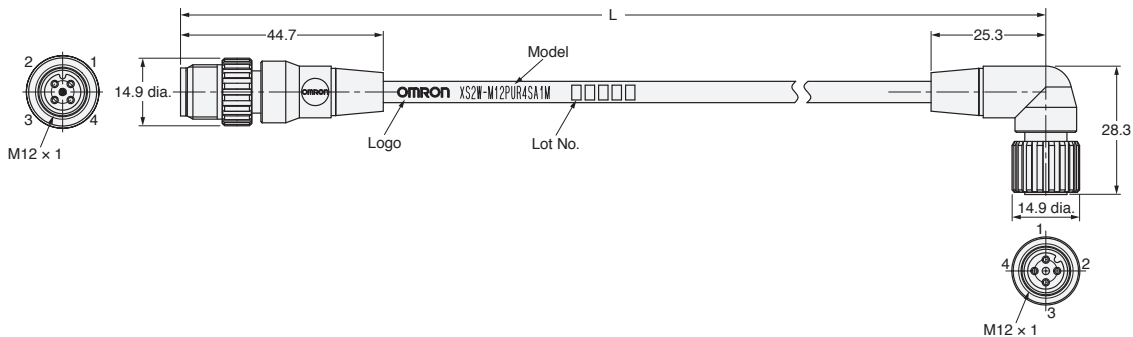 L
44.7
25.3
Model
2 1
14.9 dia.
OMRON
OMRON XS2W-M12PUR4SA1M
3 4
M12 × 1
Logo
Lot No.
28.3
14.9 dia.
1
4 2
3
M12 × 1